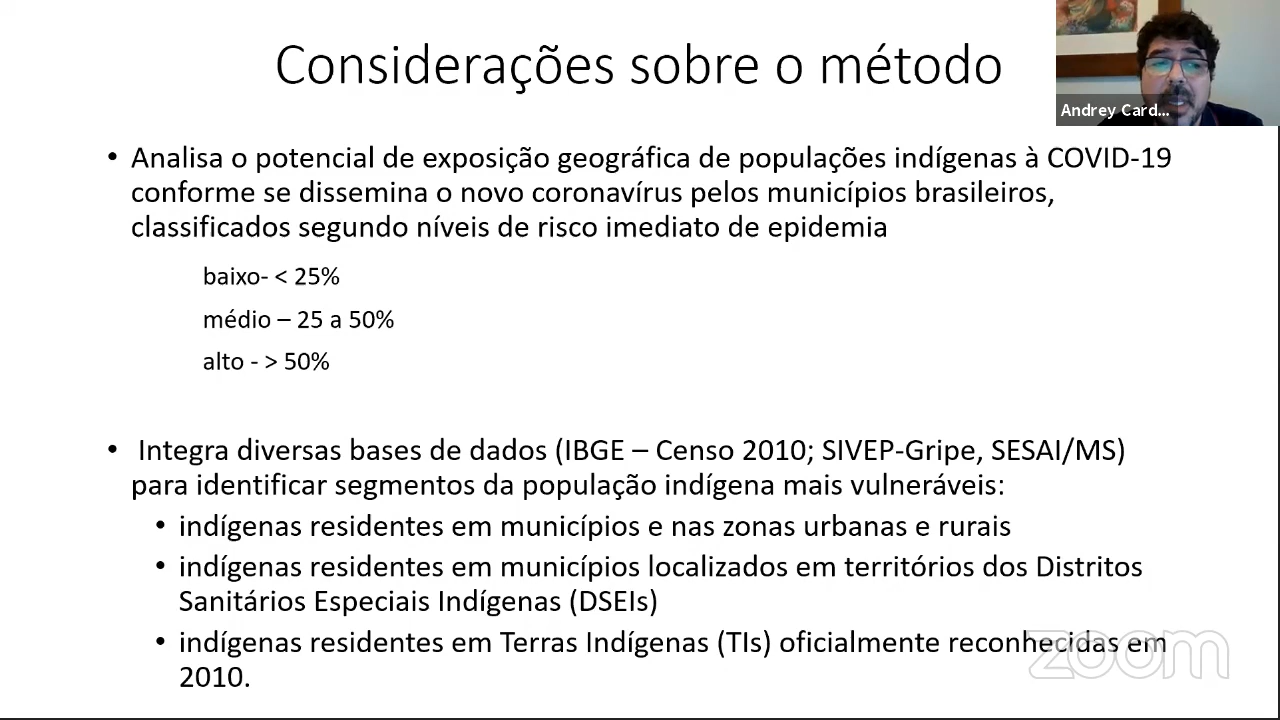 Considerações sobre o método
Andrey Card...
• Analisa o potencial de exposição geográfica de populações indígenas à COVID-19
conforme se dissemina o novo coronavírus pelos municípios brasileiros,
classificados segundo níveis de risco imediato de epidemia
baixo- < 25%
médio – 25 a 50%
alto - > 50%
• Integra diversas bases de dados (IBGE – Censo 2010; SIVEP-Gripe, SESAI/MS)
para identificar segmentos da população indígena mais vulneráveis:
• indígenas residentes em municípios e nas zonas urbanas e rurais
• indígenas residentes em municípios localizados em territórios dos Distritos
Sanitários Especiais Indígenas (DSEIs)
• indígenas residentes em Terras Indígenas (TIs) oficialmente reconhecidas em
2010.
zoom